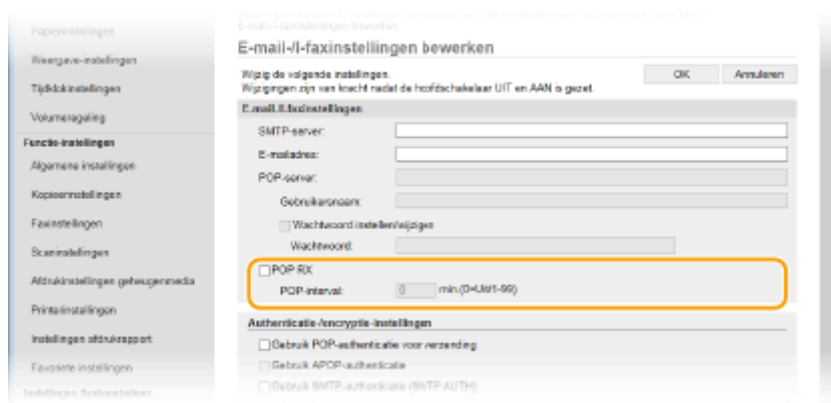 Papierinstellingen
Weergave-instellingen
Tijdklokinstellingen
Volumeregeling
Functie-instellingen
Algemene instellingen
Kopieerinstellingen
Faxinstellingen
Scaninstellingen
Afdrukinstellingen geheugenmedia
Printerinstellingen
Instellingen afdrukrapport
Favoriete instellingen
Instellingen Systeembeheer
E-mail-/I-faxinstellingen bewerken
E-mail-/I-faxinstellingen bewerken
Wijzig de volgende instellingen.
Wijzigingen zijn van kracht nadat de hoofdschakelaar UIT en AAN is gezet.
OK Annuleren
E-mail-/I-faxinstellingen
SMTP-server:
E-mailadres:
POP-server:
Gebruikersnaam:
Wachtwoord instellen/wijzigen
Wachtwoord:
POP RX
POP-interval: 0 min.(0=Uit/1-99)
Authenticatie-/encryptie-instellingen
Gebruik POP-authenticatie voor verzending
Gebruik APOP-authenticatie
Gebruik SMTP-authenticatie (SMTP AUTH)